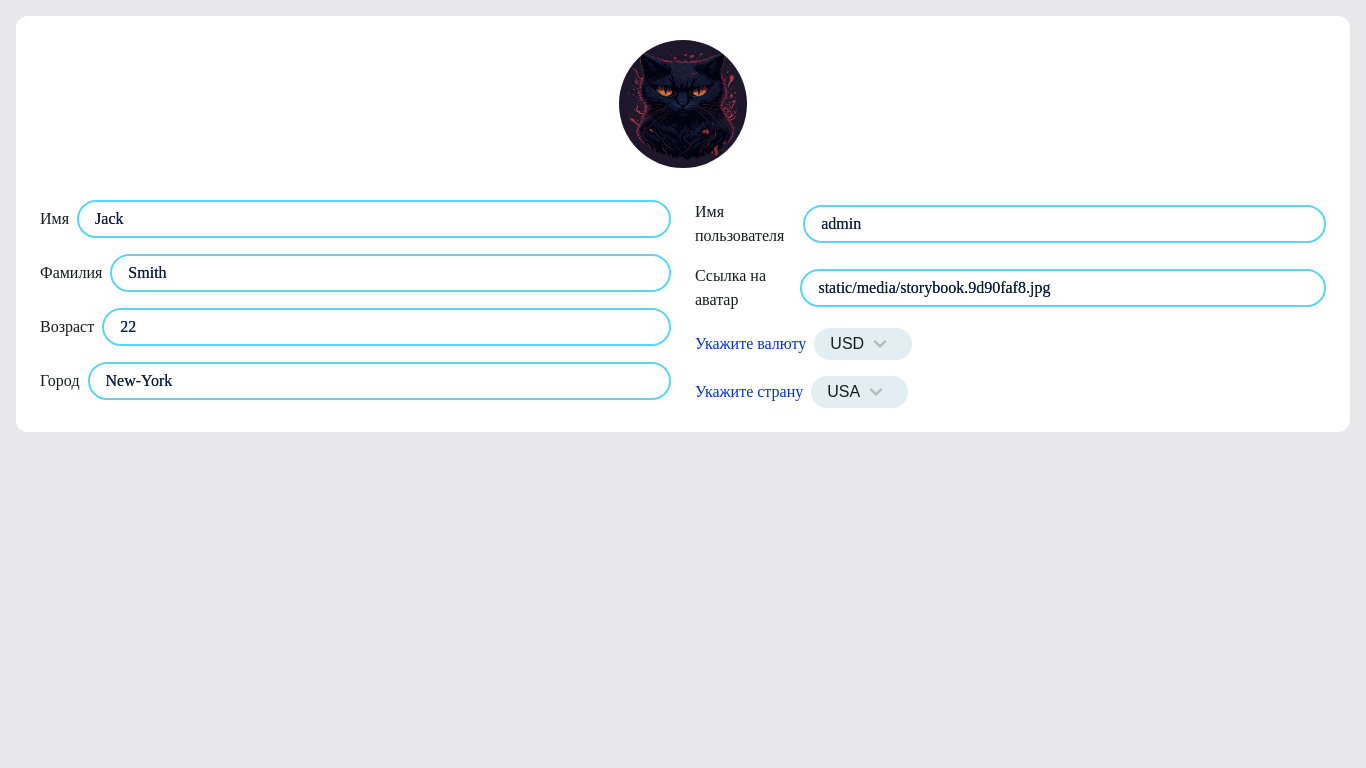 Имя
Jack
Фамилия
Smith
Возраст
22
Город
New-York
Имя
пользователя
admin
Ссылка на
аватар
static/media/storybook.9d90faf8.jpg
Укажите валюту
USD
Укажите страну
USA